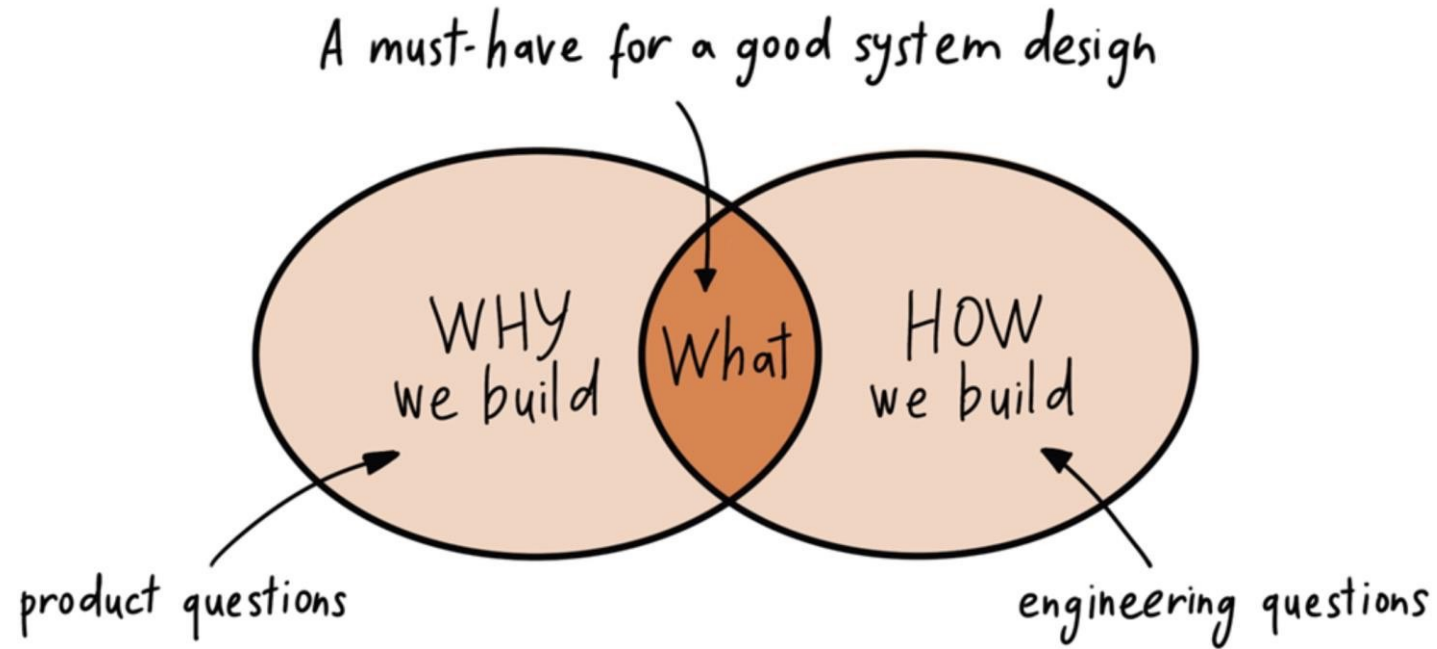 A must-have for a good system design
WHY
we build
What
HOW
we build
product questions
engineering questions